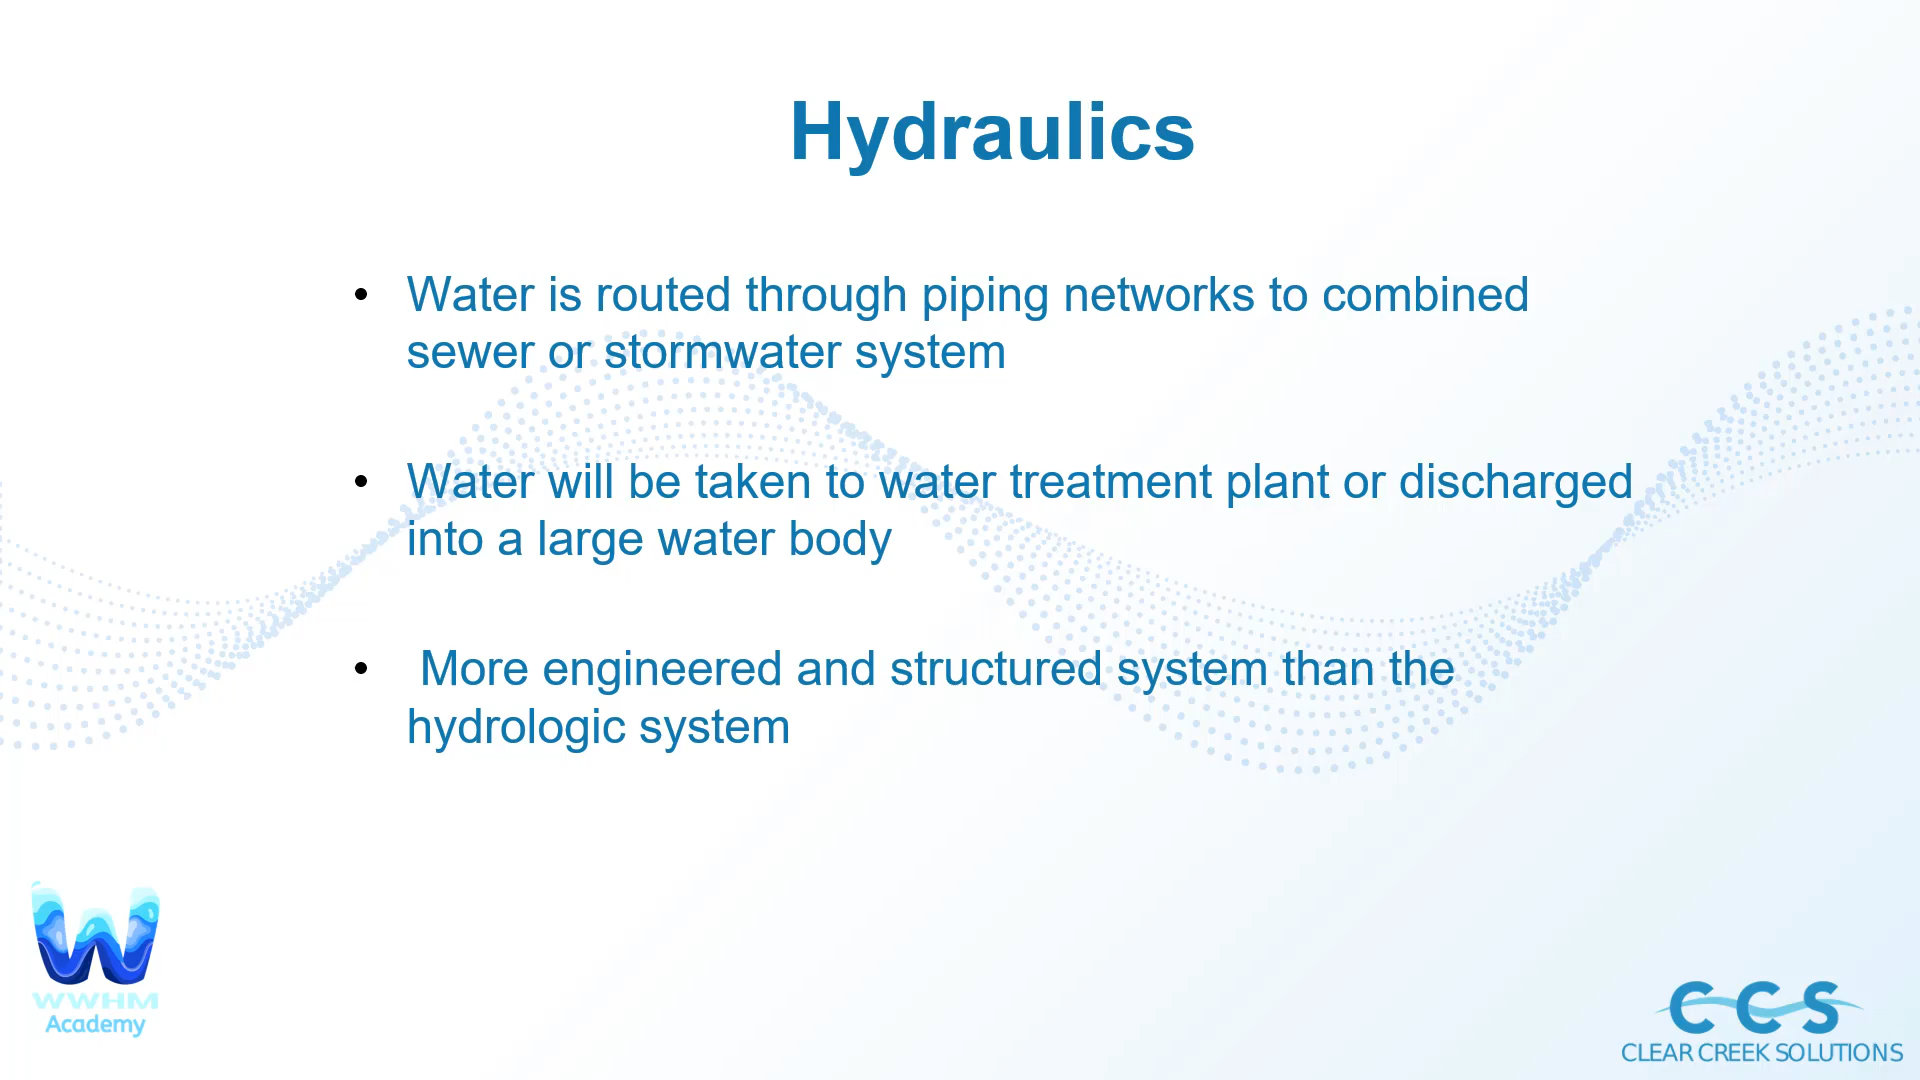 Hydraulics
• Water is routed through piping networks to combined
sewer or stormwater system
• Water will be taken to water treatment plant or discharged
into a large water body
• More engineered and structured system than the
hydrologic system
W
WWHM
Academy
CCS
CLEAR CREEK SOLUTIONS